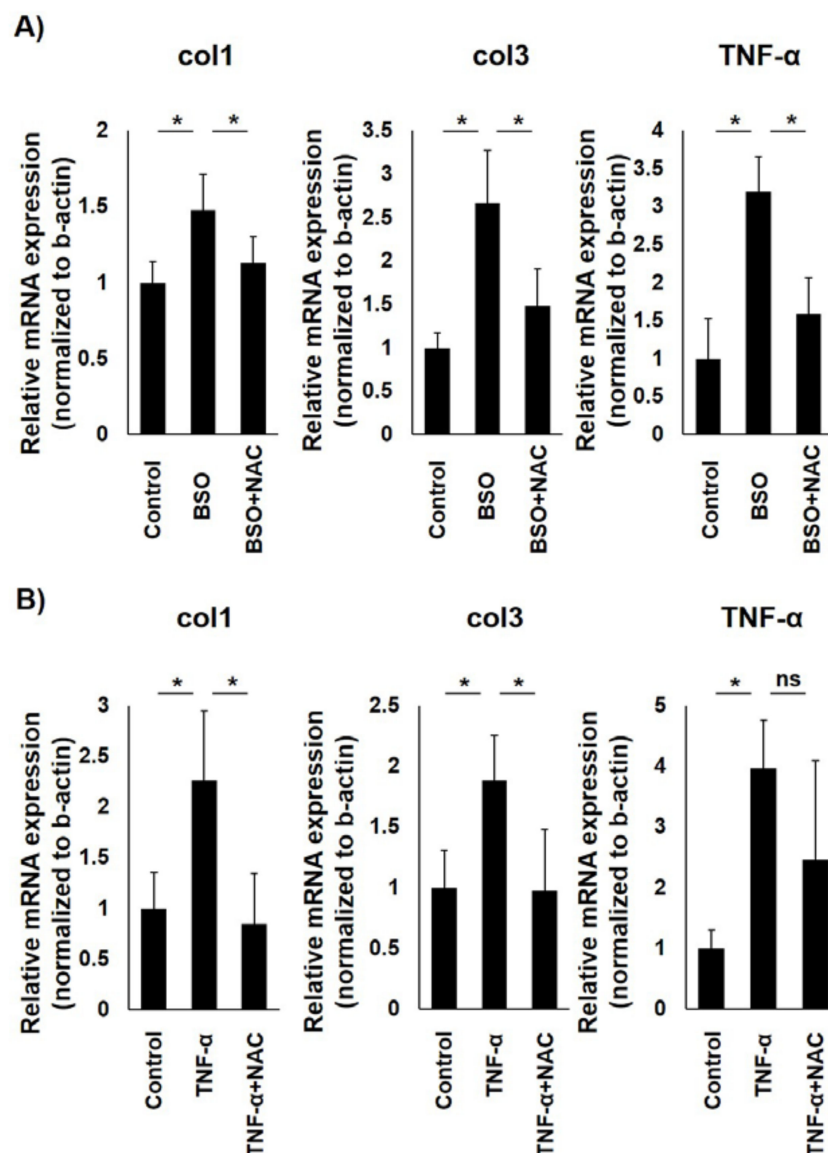 A)
col1
col3
TNF-α
Relative mRNA expression
(normalized to b-actin)
2
1.5
1
0.5
0
*
*
Control
BSO
BSO+NAC
Relative mRNA expression
(normalized to b-actin)
3.5
3
2.5
2
1.5
1
0.5
0
*
*
Control
BSO
BSO+NAC
Relative mRNA expression
(normalized to b-actin)
4
3.5
3
2.5
2
1.5
1
0.5
0
*
*
Control
BSO
BSO+NAC
B)
col1
col3
TNF-α
Relative mRNA expression
(normalized to b-actin)
3
2.5
2
1.5
1
0.5
0
*
*
Control
TNF-α
TNF-α+NAC
Relative mRNA expression
(normalized to b-actin)
2.5
2
1.5
1
0.5
0
*
*
Control
TNF-α
TNF-α+NAC
Relative mRNA expression
(normalized to b-actin)
5
4
3
2
1
0
*
ns
Control
TNF-α
TNF-α+NAC